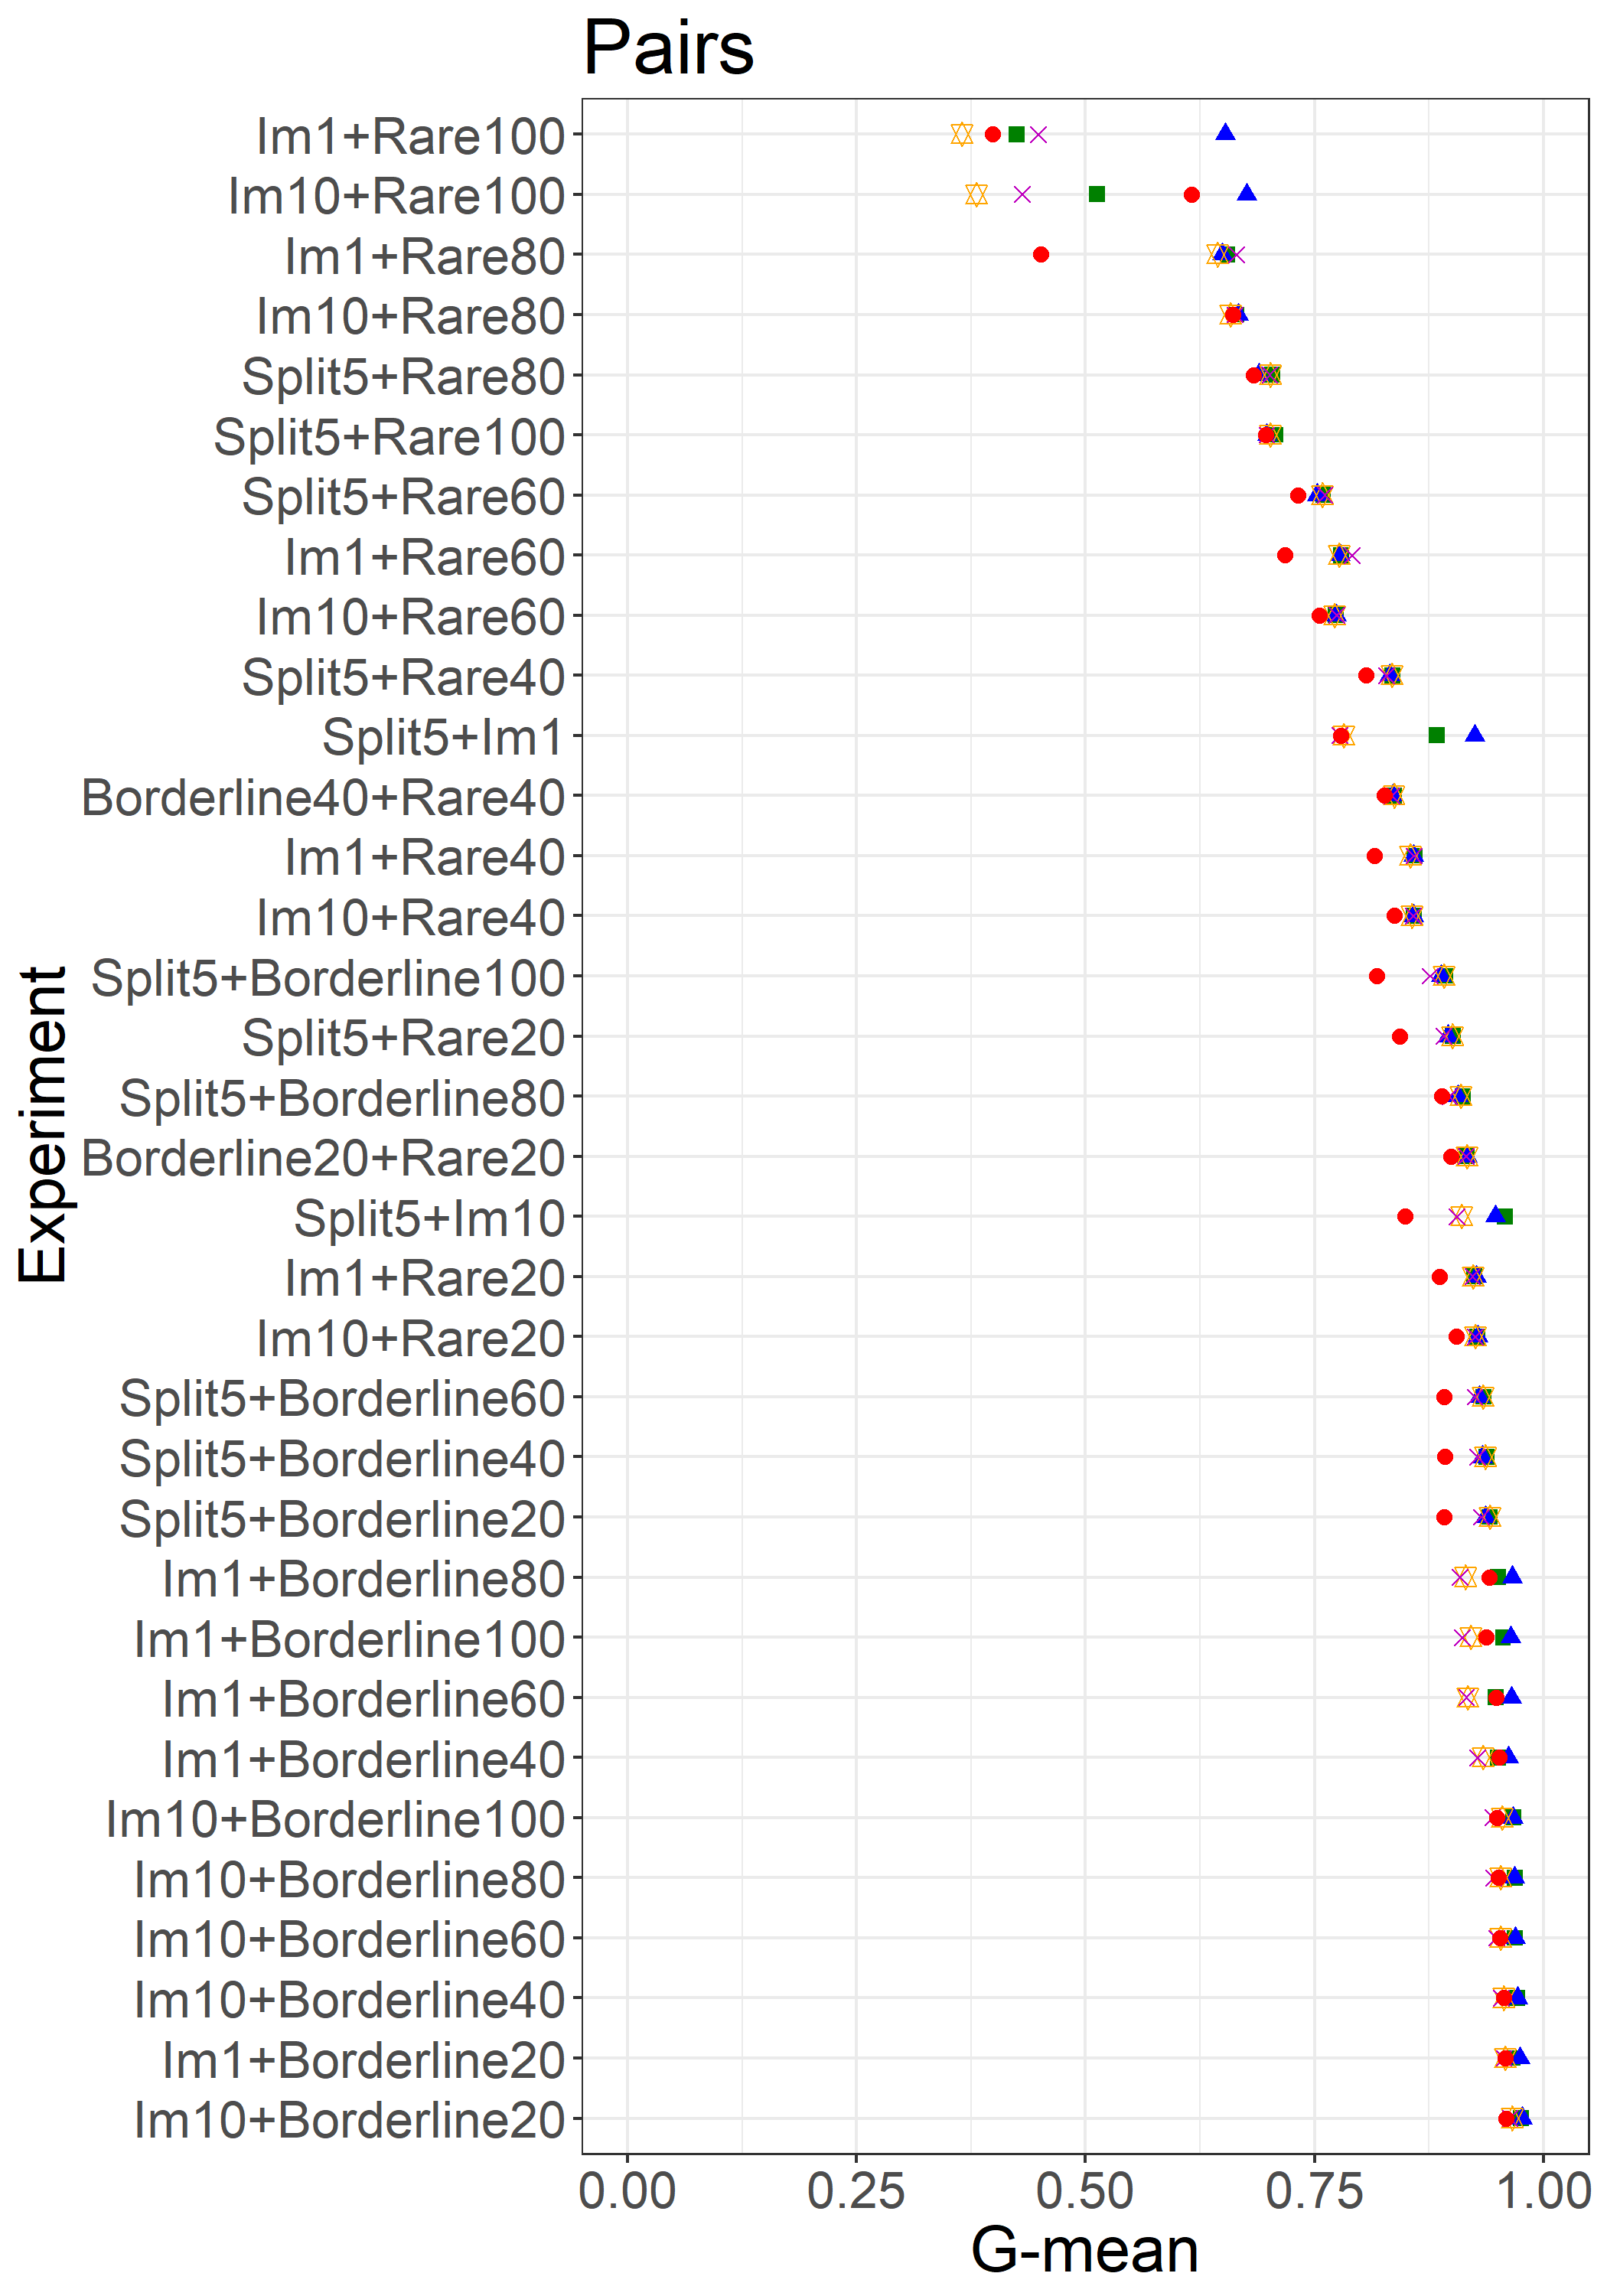 Pairs
Im1+Rare100
Im10+Rare100
Im1+Rare80
Im10+Rare80
Split5+Rare80
Split5+Rare100
Split5+Rare60
Im1+Rare60
Im10+Rare60
Split5+Rare40
Split5+Im1
Borderline40+Rare40
Im1+Rare40
Im10+Rare40
Split5+Borderline100
Split5+Rare20
Split5+Borderline80
Borderline20+Rare20
Split5+Im10
Im1+Rare20
Im10+Rare20
Split5+Borderline60
Split5+Borderline40
Split5+Borderline20
Im1+Borderline80
Im1+Borderline100
Im1+Borderline60
Im1+Borderline40
Im10+Borderline100
Im10+Borderline80
Im10+Borderline60
Im10+Borderline40
Im1+Borderline20
Im10+Borderline20
Experiment
0.00 0.25 0.50 0.75 1.00
G-mean